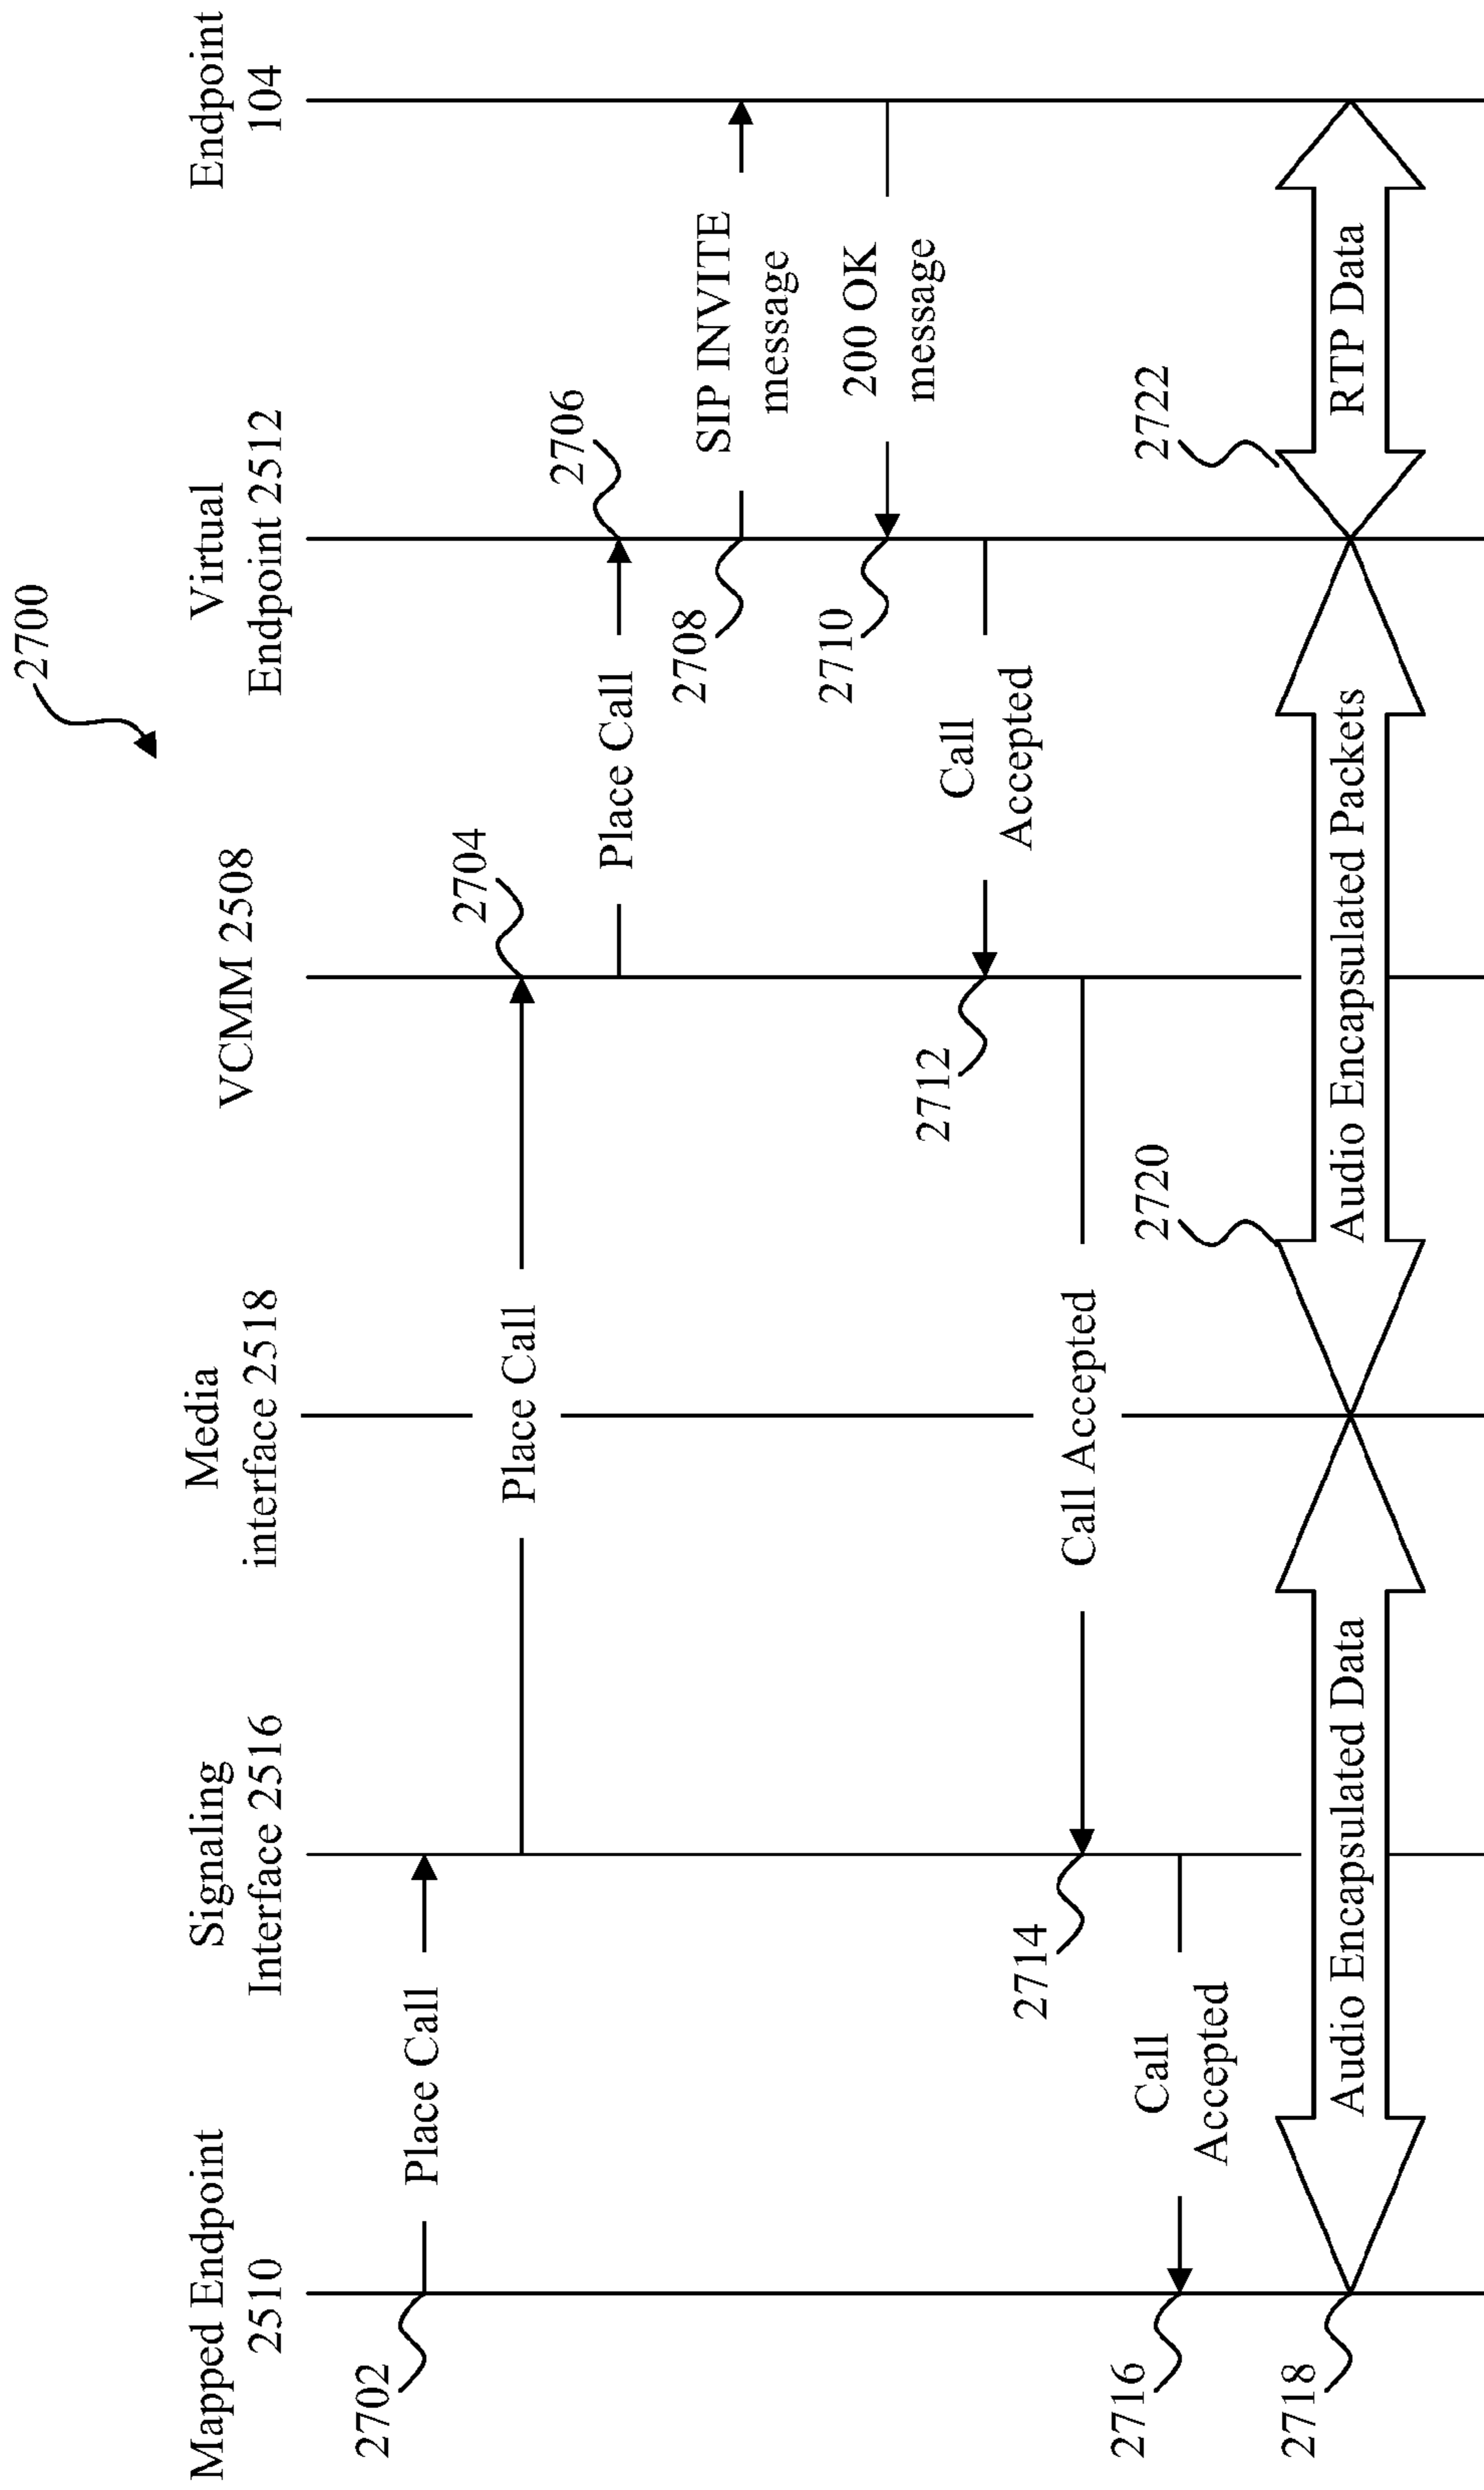 2700
Mapped Endpoint
2510
Signaling
Interface 2516
Media
interface 2518
VCMM 2508
Virtual
Endpoint 2512
Endpoint
104
2702
Place Call
Place Call
2704
Place Call
2706
2708
SIP INVITE
message
2710
200 OK
message
Call
Accepted
2712
Call Accepted
2714
Call
Accepted
2716
2718
Audio Encapsulated Data
2720
Audio Encapsulated Packets
2722
RTP Data